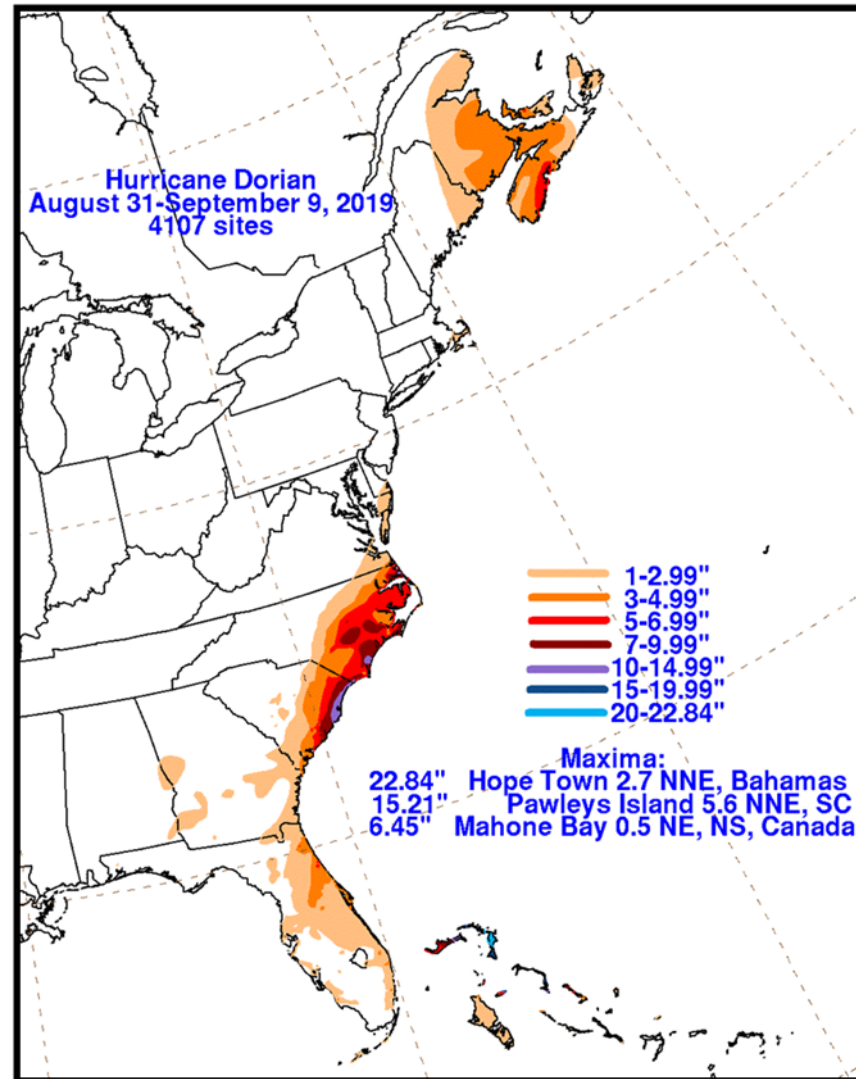 Hurricane Dorian
August 31-September 9, 2019
4107 sites
1-2.99"
3-4.99"
5-6.99"
7-9.99"
10-14.99"
15-19.99"
20-22.84"
Maxima:
22.84" Hope Town 2.7 NNE, Bahamas
15.21" Pawleys Island 5.6 NNE, SC
6.45" Mahone Bay 0.5 NE, NS, Canada